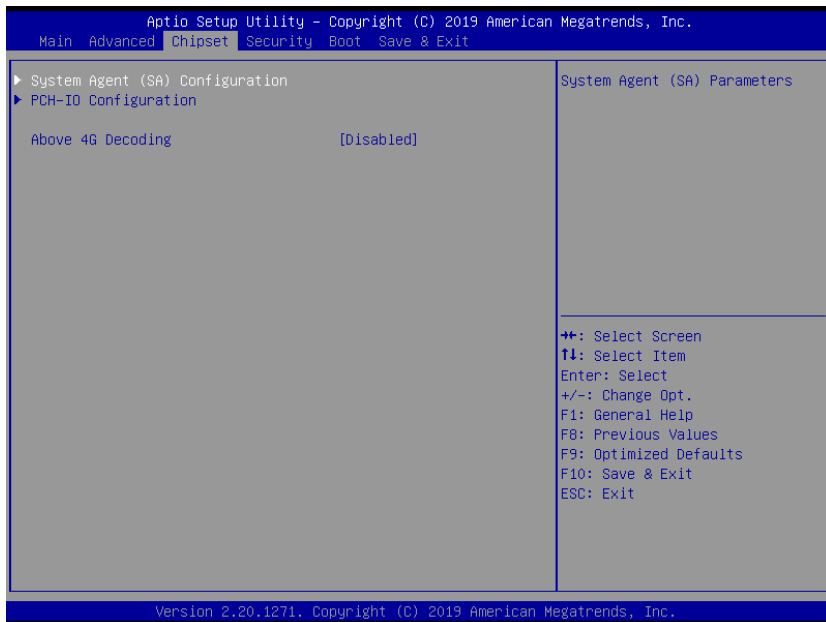 Aptio Setup Utility – Copyright (C) 2019 American Megatrends, Inc.
Main Advanced Chipset Security Boot Save & Exit
System Agent (SA) Configuration
PCH-IO Configuration
Above 4G Decoding [Disabled]
System Agent (SA) Parameters
→←: Select Screen
↑↓: Select Item
Enter: Select
+/-: Change Opt.
F1: General Help
F8: Previous Values
F9: Optimized Defaults
F10: Save & Exit
ESC: Exit
Version 2.20.1271. Copyright (C) 2019 American Megatrends, Inc.